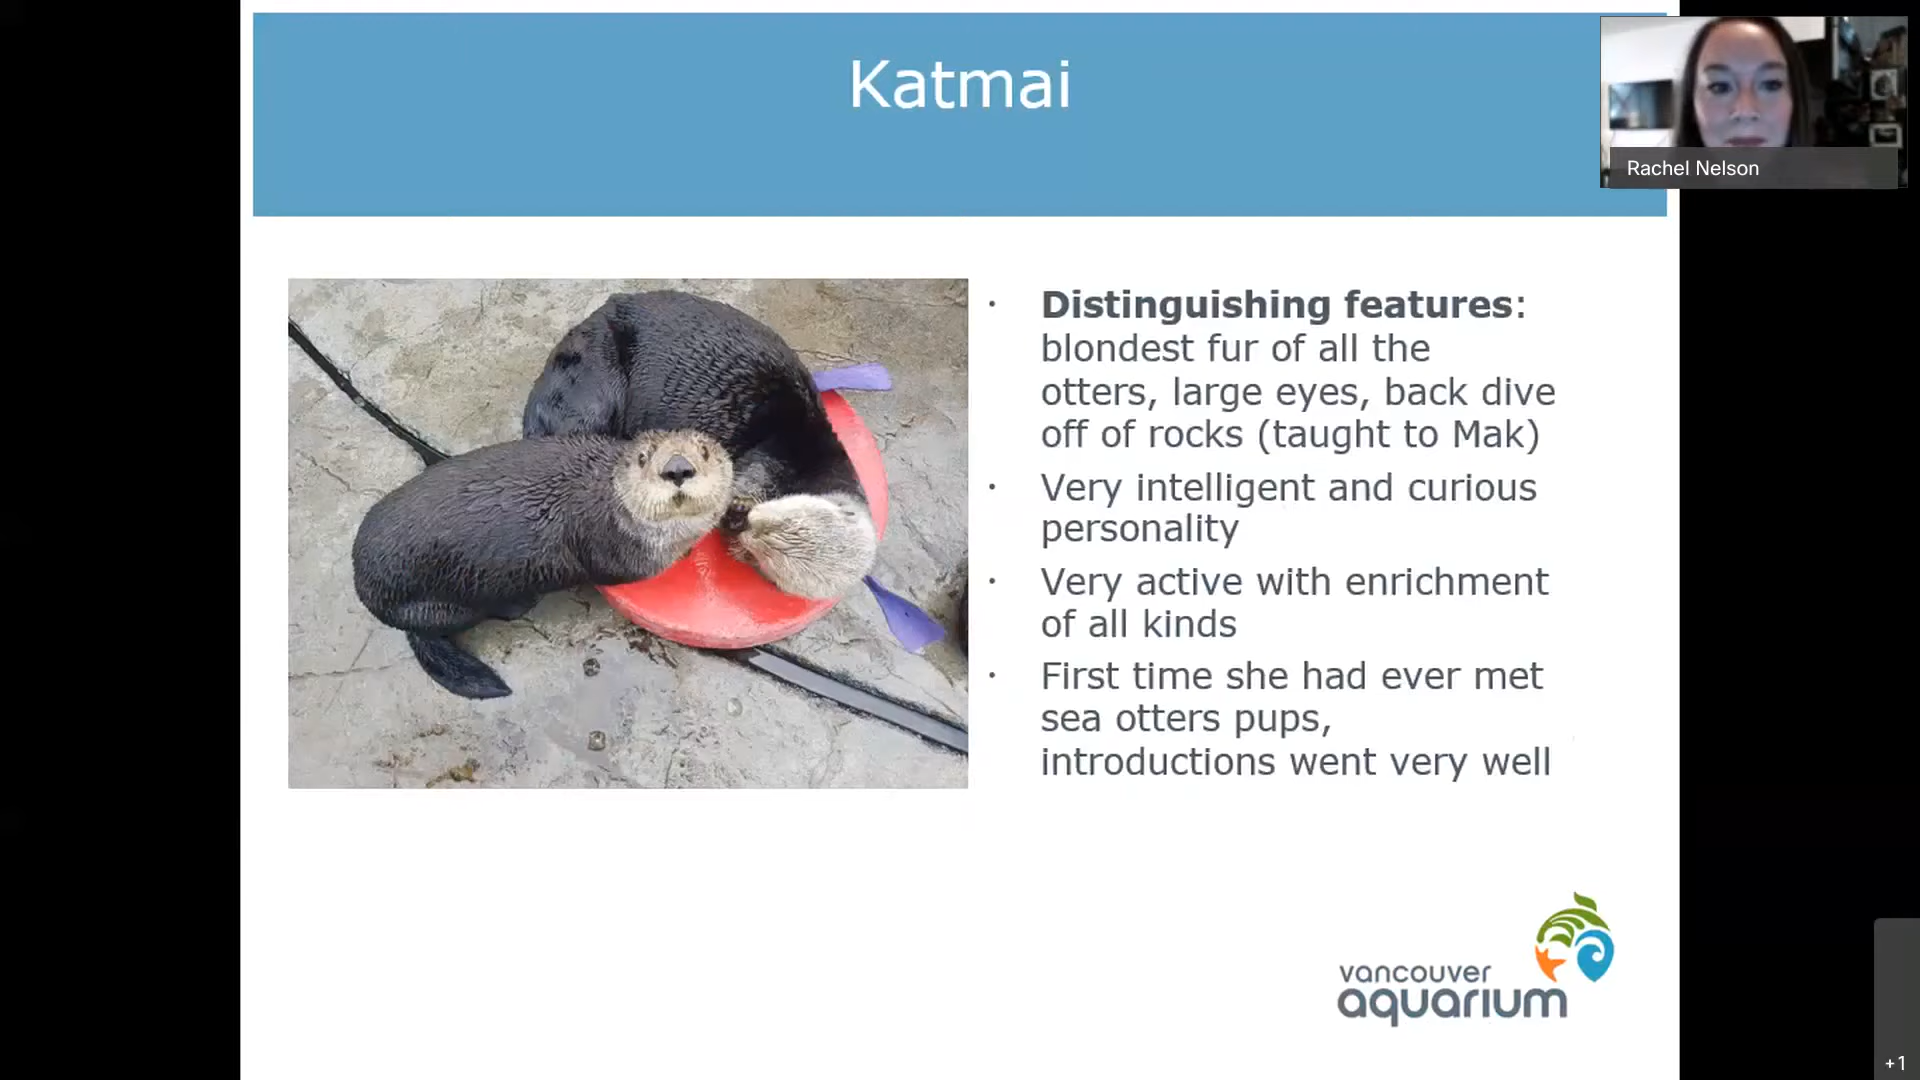 Katmai
Rachel Nelson
· Distinguishing features:
blondest fur of all the
otters, large eyes, back dive
off of rocks (taught to Mak)
· Very intelligent and curious
personality
· Very active with enrichment
of all kinds
· First time she had ever met
sea otters pups,
introductions went very well
vancouver
aquarium
+1